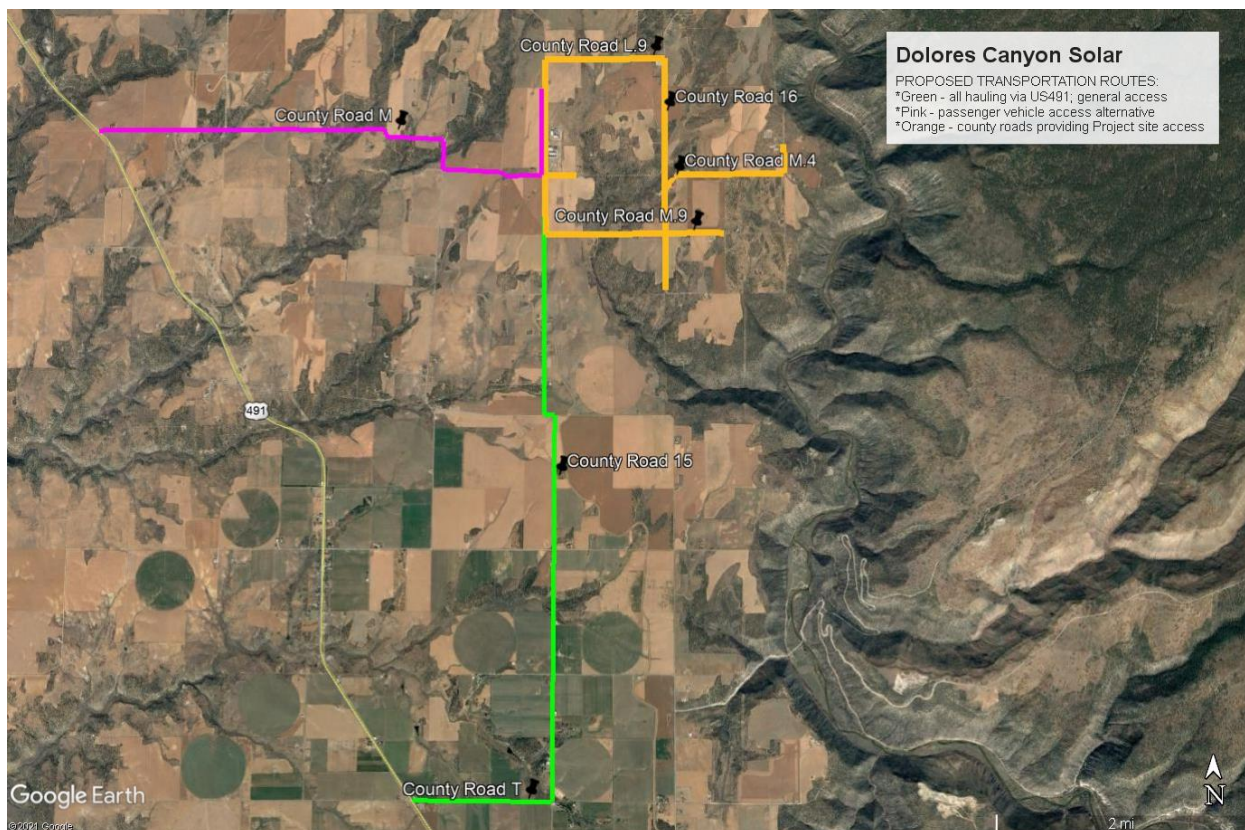 County Road L.9
Dolores Canyon Solar
PROPOSED TRANSPORTATION ROUTES:
*Green - all hauling via US491; general access
*Pink - passenger vehicle access alternative
*Orange - county roads providing Project site access
County Road 16
County Road M
County Road M.4
County Road M.9
491
County Road 15
County Road T
N
Google Earth
©2021 Google
2 mi